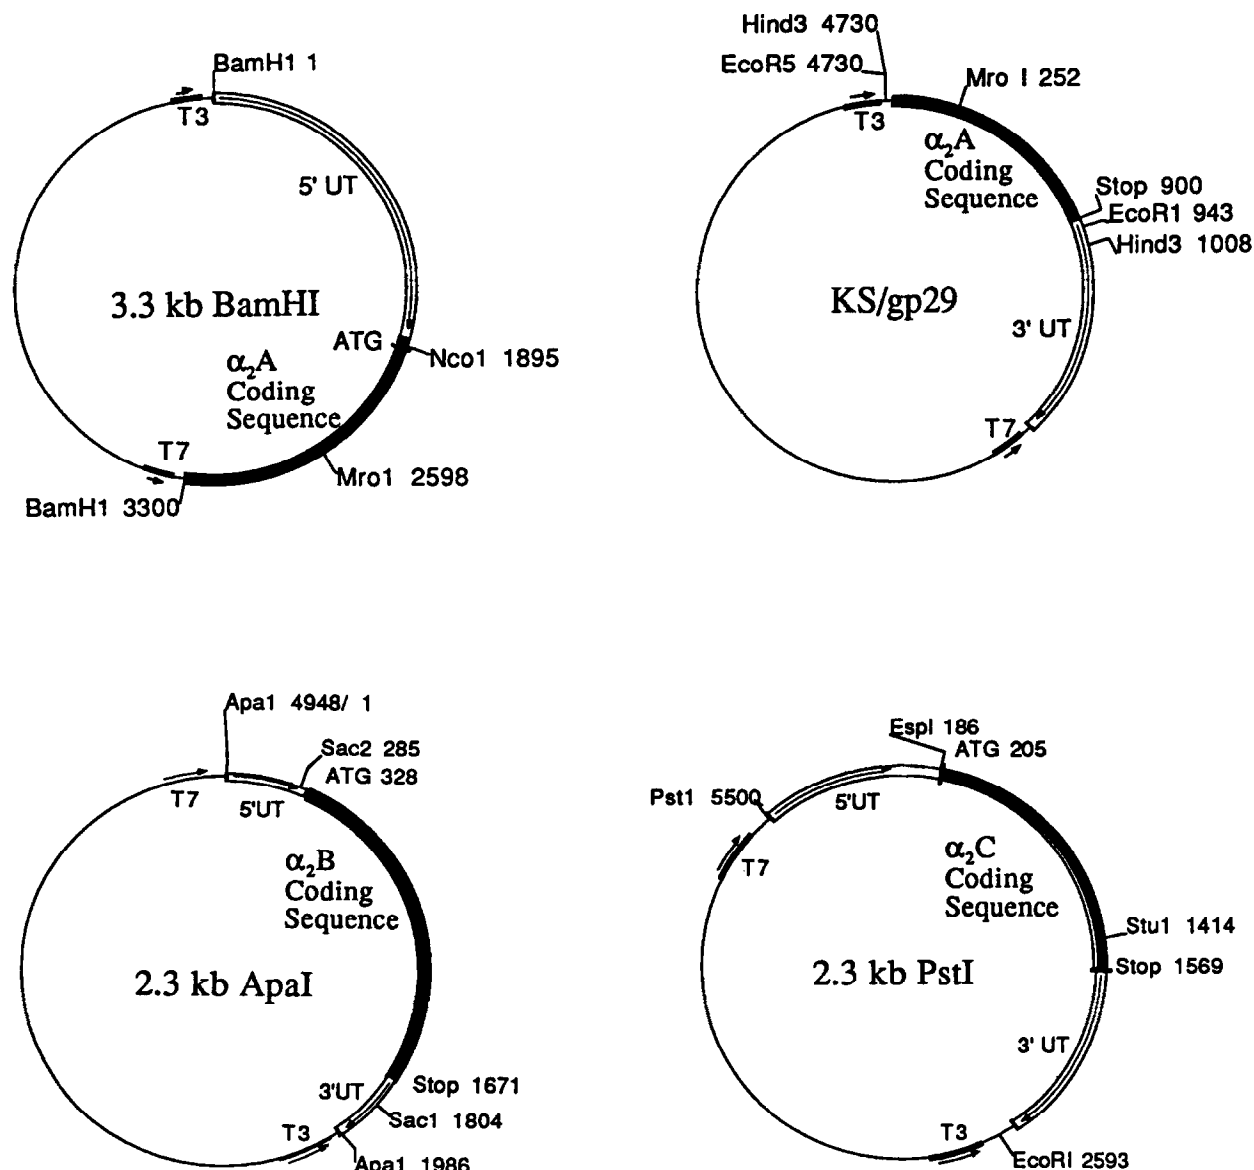 BamH1 1
T3
5' UT
3.3 kb BamHI
ATG
Nco1 1895
α₂A
Coding
Sequence
T7
Mro1 2598
BamH1 3300
Hind3 4730
EcoR5 4730
Mro I 252
T3
α₂A
Coding
Sequence
Stop 900
EcoR1 943
Hind3 1008
KS/gp29
3' UT
T7
Apa1 4948/ 1
Sac2 285
ATG 328
T7
5'UT
α₂B
Coding
Sequence
2.3 kb ApaI
3'UT
Stop 1671
Sac1 1804
T3
Apa1 1986
EspI 186
ATG 205
Pst1 5500
5'UT
T7
α₂C
Coding
Sequence
Stu1 1414
Stop 1569
2.3 kb PstI
3' UT
T3
EcoRI 2593